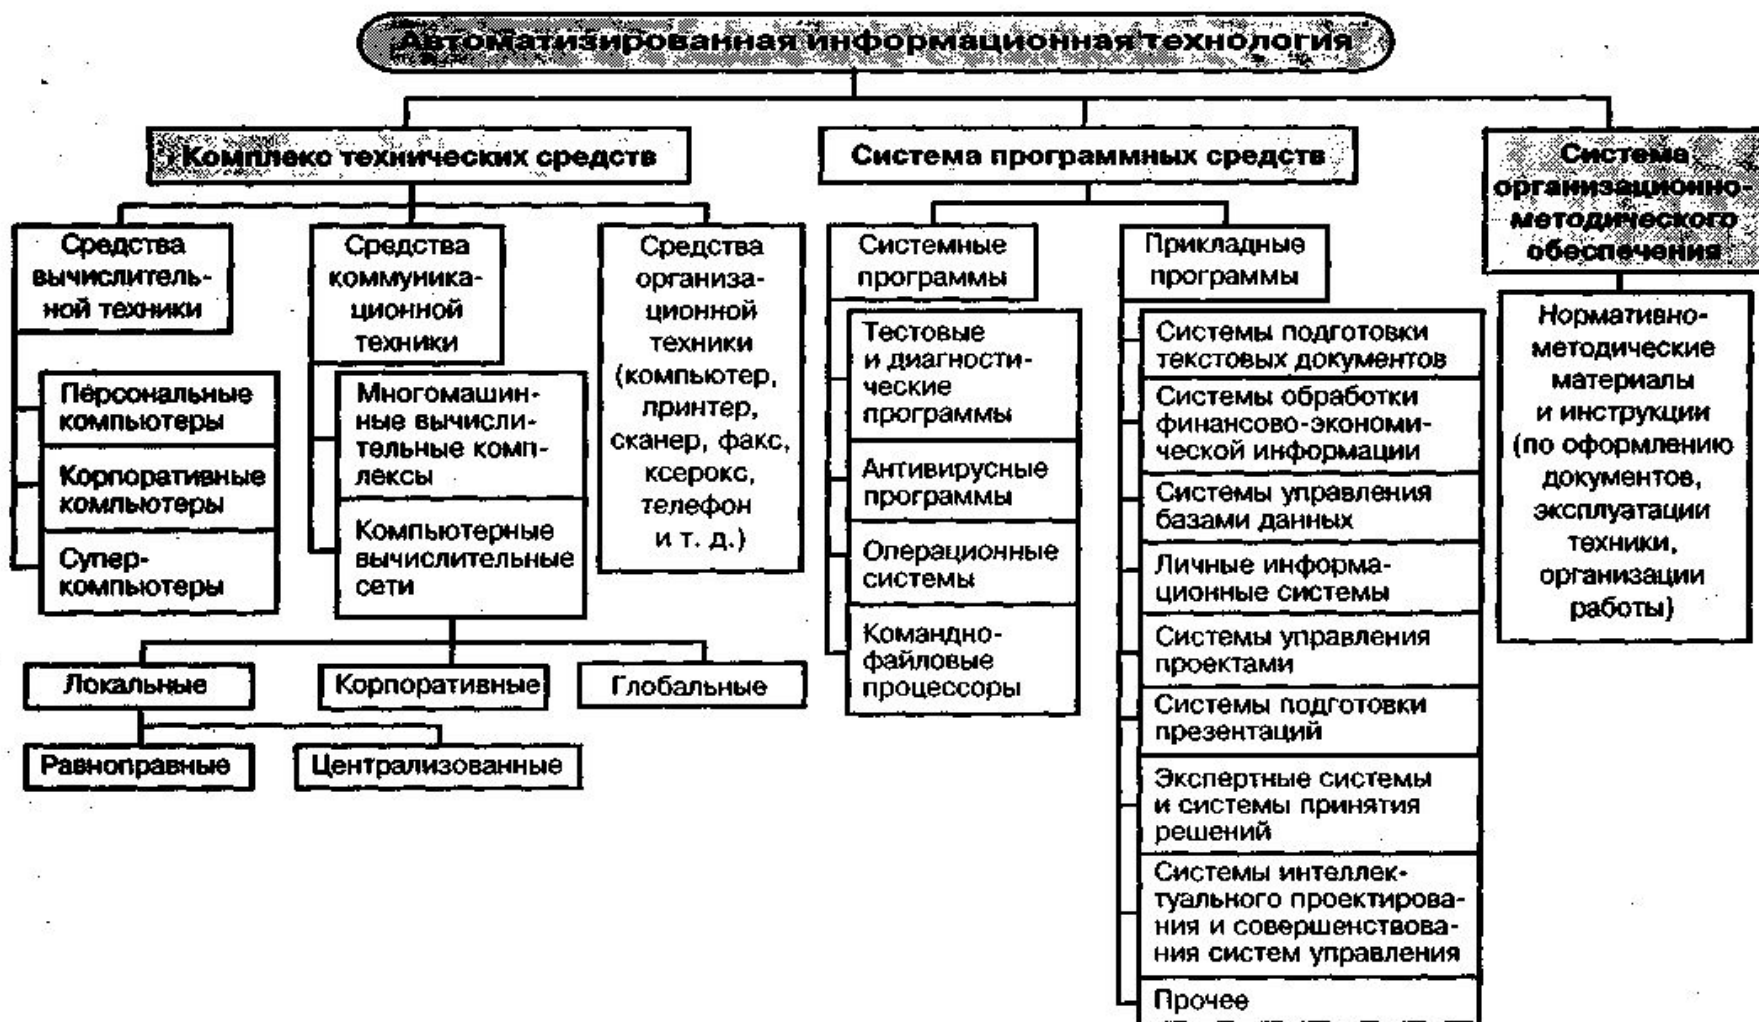 Автоматизированная информационная технология
Комплекс технических средств
Средства
вычислитель-
ной техники
Персональные
компьютеры
Корпоративные
компьютеры
Супер-
компьютеры
Средства
коммуника-
ционной
техники
Многомашин-
ные вычисли-
тельные комп-
лексы
Компьютерные
вычислительные
сети
Локальные
Корпоративные
Глобальные
Равноправные
Централизованные
Средства
организа-
ционной
техники
(компьютер,
принтер,
сканер, факс,
ксерокс,
телефон
и т. д.)
Система программных средств
Системные
программы
Тестовые
и диагности-
ческие
программы
Антивирусные
программы
Операционные
системы
Командно-
файловые
процессоры
Прикладные
программы
Системы подготовки
текстовых документов
Системы обработки
финансово-экономи-
ческой информации
Системы управления
базами данных
Личные информа-
ционные системы
Системы управления
проектами
Системы подготовки
презентаций
Экспертные системы
и системы принятия
решений
Системы интеллек-
туального проектирова-
ния и совершенствова-
ния систем управления
Прочее
Система
организационно-
методического
обеспечения
Нормативно-
методические
материалы
и инструкции
(по оформлению
документов,
эксплуатации
техники,
организации
работы)